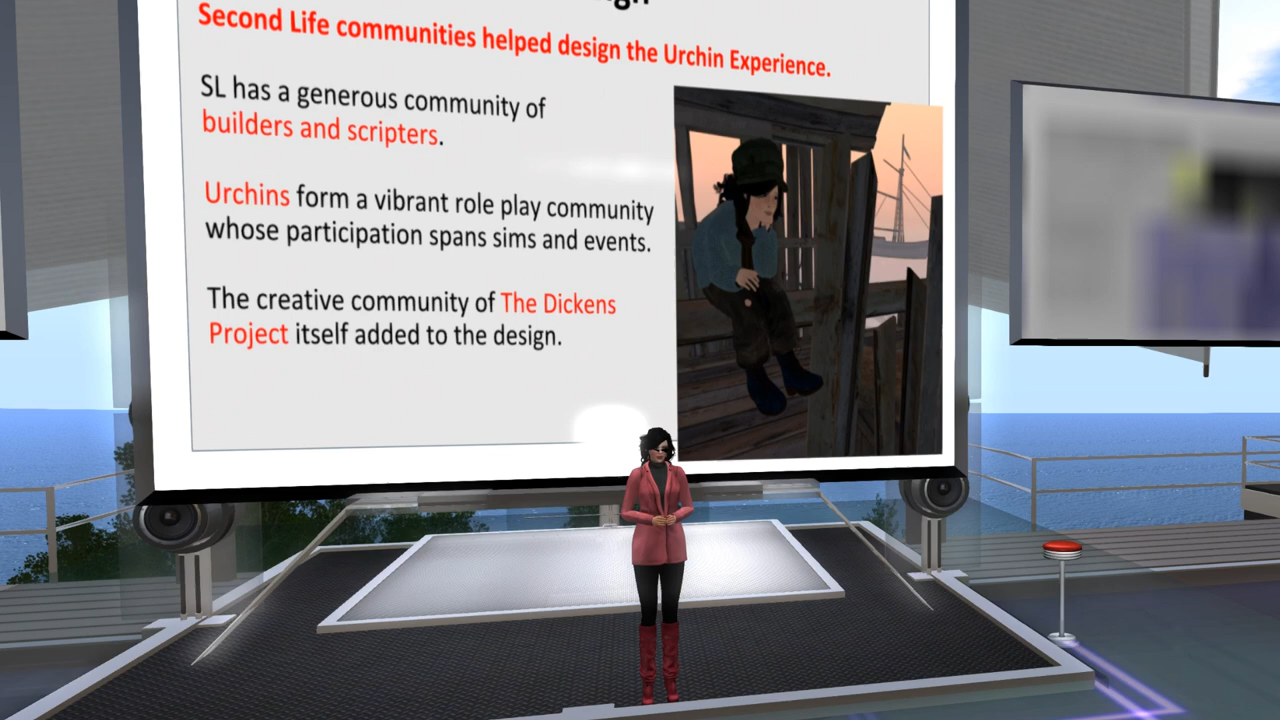 Second Life communities helped design the Urchin Experience.
SL has a generous community of
builders and scripters.
Urchins form a vibrant role play community
whose participation spans sims and events.
The creative community of The Dickens
Project itself added to the design.